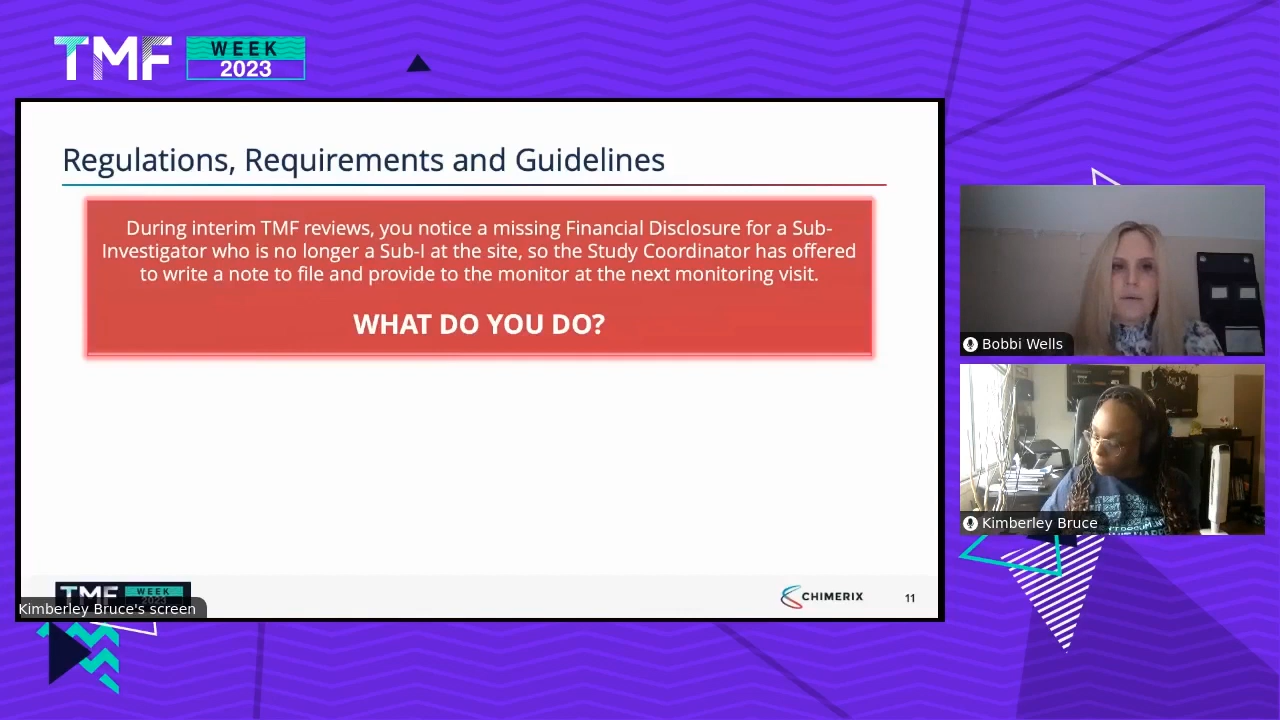 TMF WEEK
2023
Regulations, Requirements and Guidelines
During interim TMF reviews, you notice a missing Financial Disclosure for a Sub-
Investigator who is no longer a Sub-I at the site, so the Study Coordinator has offered
to write a note to file and provide to the monitor at the next monitoring visit.
WHAT DO YOU DO?
Bobbi Wells
Kimberley Bruce
TMF WEEK
2023
Kimberley Bruce's screen
CHIMERIX
11